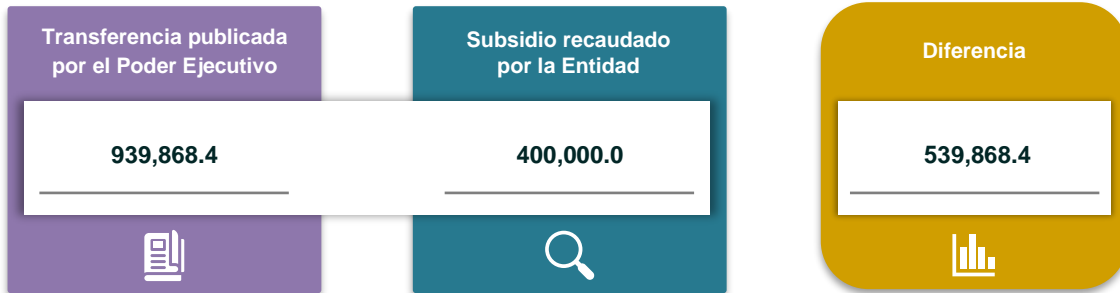 Transferencia publicada
por el Poder Ejecutivo
Subsidio recaudado
por la Entidad
Diferencia
939,868.4
400,000.0
539,868.4